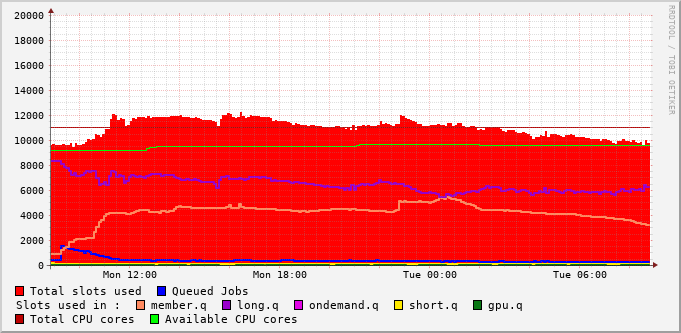 RRDTOOL / TOBI OETIKER
20000
18000
16000
14000
12000
10000
8000
6000
4000
2000
0
Mon 12:00 Mon 18:00 Tue 00:00 Tue 06:00
Total slots used Queued Jobs
Slots used in : member.q long.q ondemand.q short.q gpu.q
Total CPU cores Available CPU cores